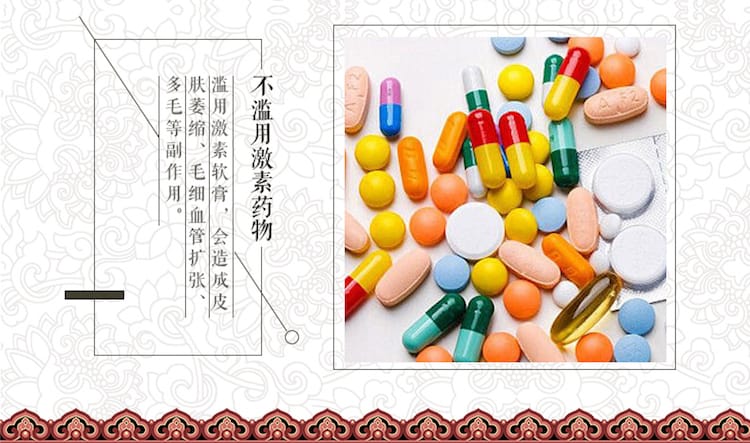 不滥用激素药物
滥用激素软膏，会造成皮
肤萎缩、毛细血管扩张、
多毛等副作用。